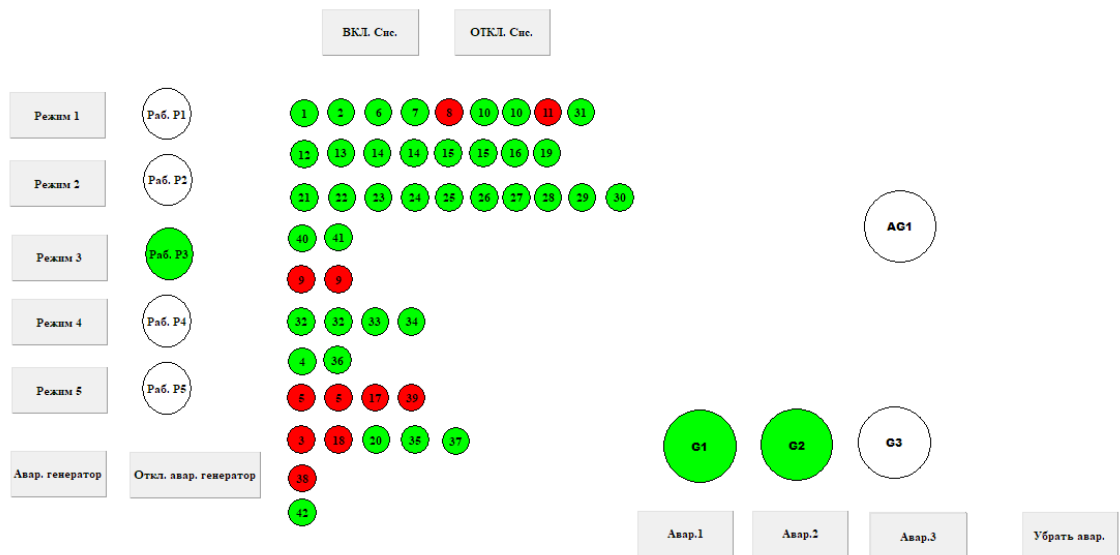 ВКЛ. Сис. ОТКЛ. Сис.
Режим 1 Раб. Р1 1 2 6 7 8 10 10 11 31
12 13 14 14 15 15 16 19
Режим 2 Раб. Р2
21 22 23 24 25 26 27 28 29 30
AG1
40 41
Режим 3 Раб. Р3
9 9
Режим 4 Раб. Р4 32 32 33 34
4 36
Режим 5 Раб. Р5
5 5 17 39
3 18 20 35 37
G1 G2 G3
Авар. генератор Откл. авар. генератор
38
42
Авар.1 Авар.2 Авар.3 Убрать авар.